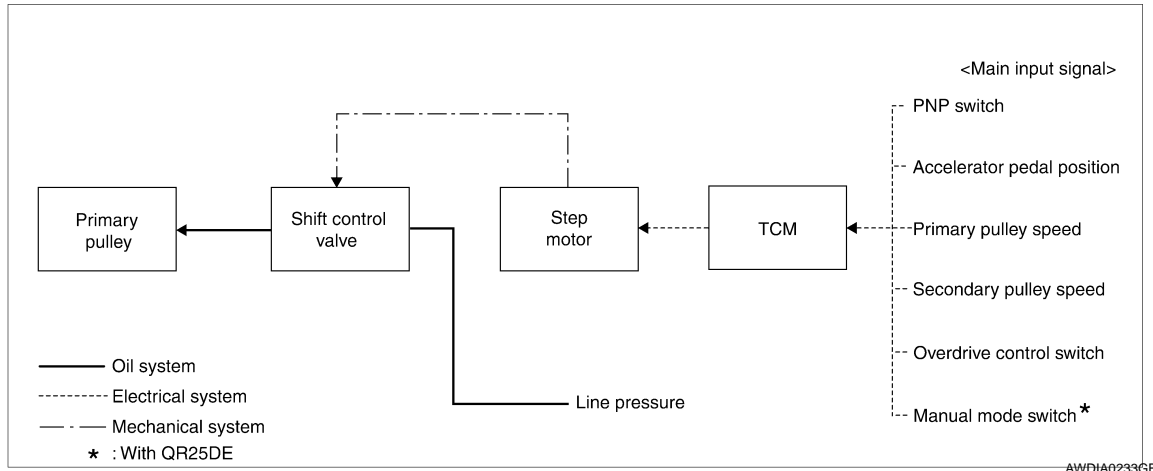 <Main input signal>
PNP switch
Accelerator pedal position
Primary pulley
Shift control valve
Step motor
TCM
Primary pulley speed
Secondary pulley speed
Overdrive control switch
Manual mode switch*
Line pressure
Oil system
Electrical system
Mechanical system
* : With QR25DE